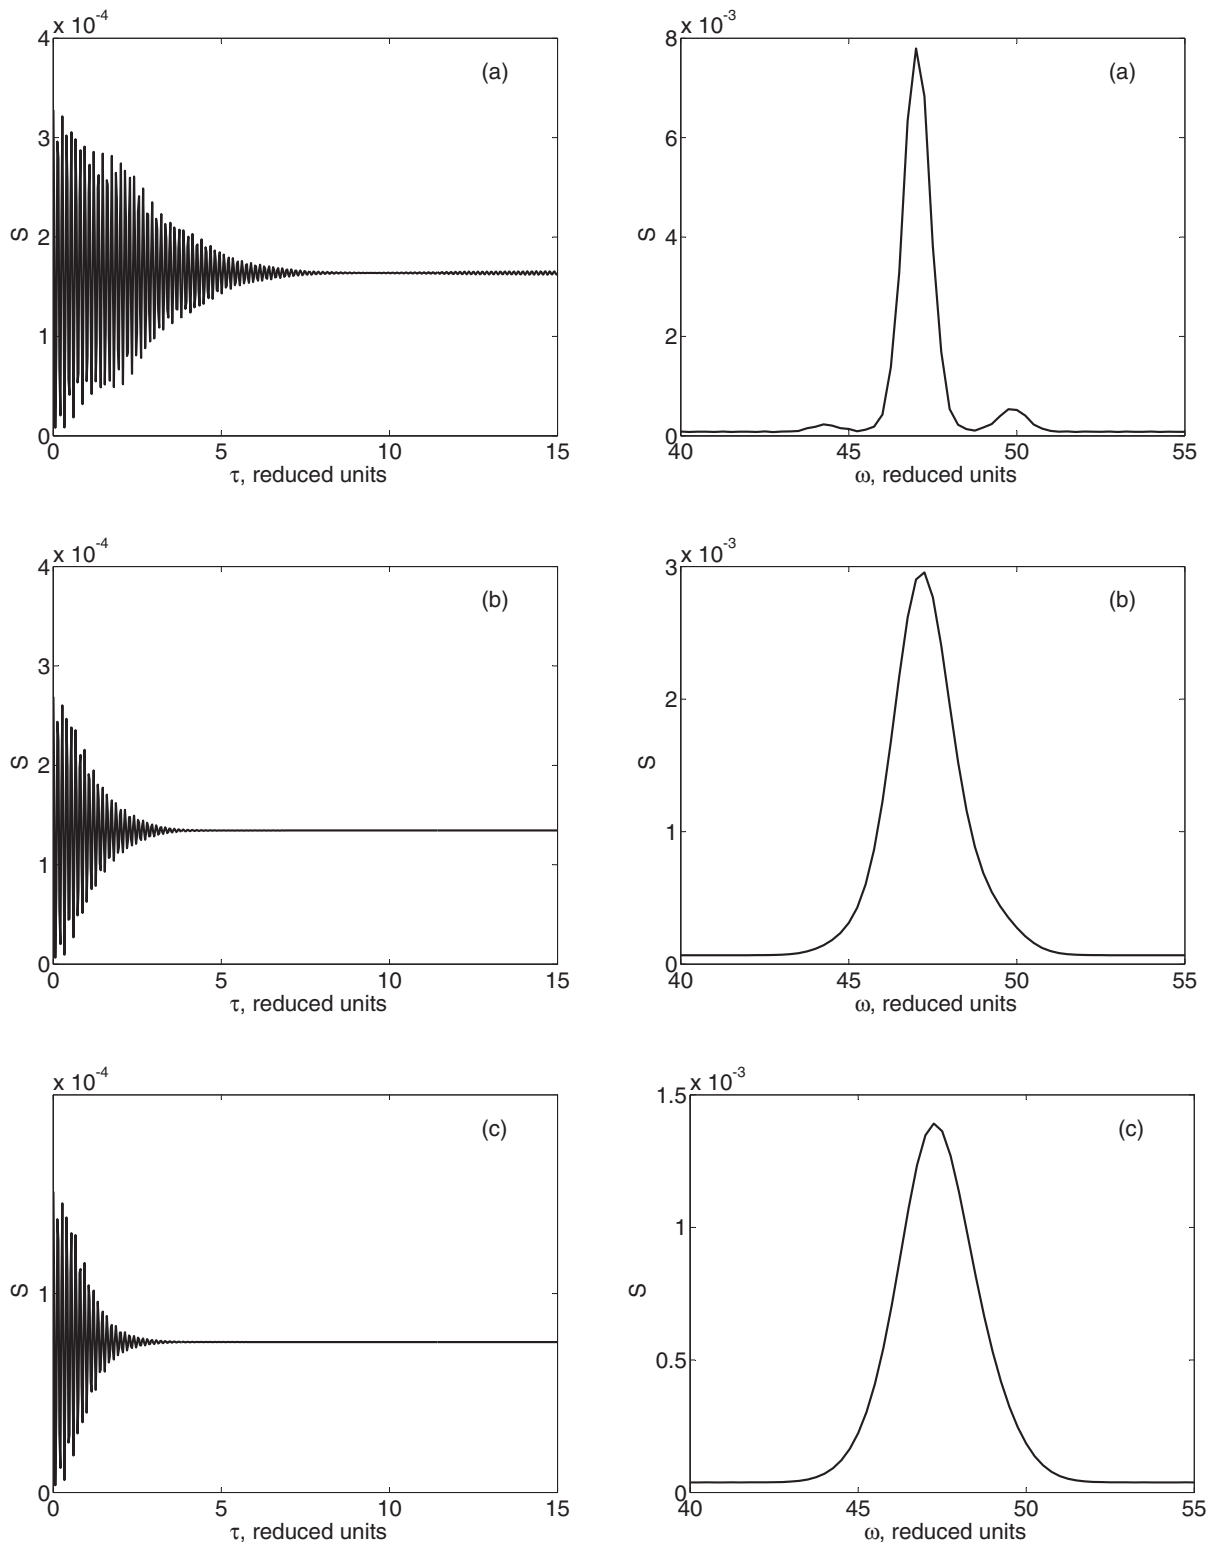 x 10-4
4
(a)
3
S
2
1
0
0 5 10 15
τ, reduced units
x 10-3
8
(a)
6
S
4
2
0
40 45 50 55
ω, reduced units
x 10-4
4
(b)
3
S
2
1
0
0 5 10 15
τ, reduced units
x 10-3
3
(b)
2
S
1
0
40 45 50 55
ω, reduced units
x 10-4
(c)
S
1
0
0 5 10 15
τ, reduced units
x 10-3
1.5
(c)
1
S
0.5
0
40 45 50 55
ω, reduced units